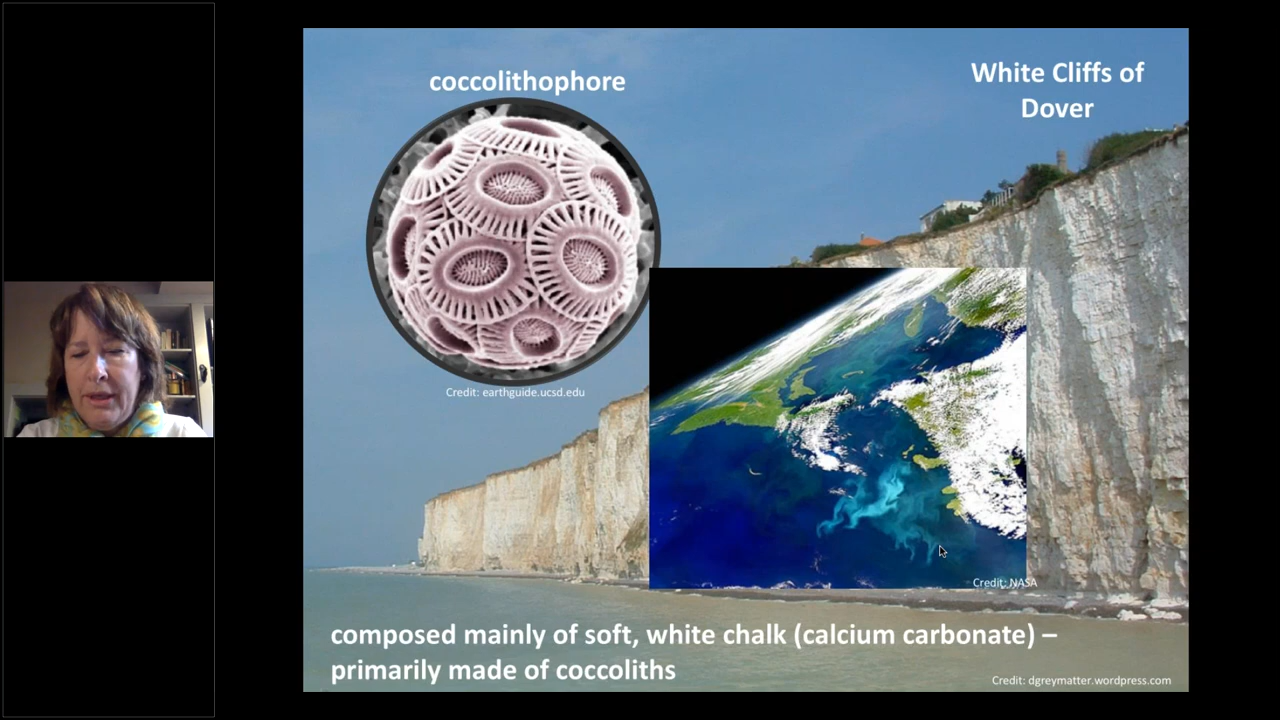 coccolithophore
White Cliffs of
Dover
Credit: earthguide.ucsd.edu
Credit: NASA
composed mainly of soft, white chalk (calcium carbonate) –
primarily made of coccoliths
Credit: dgreymatter.wordpress.com